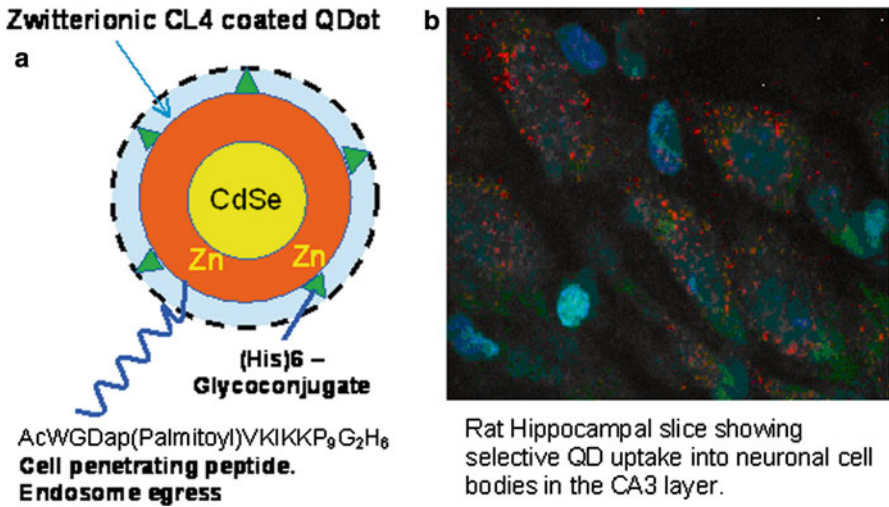 Zwitterionic CL4 coated QDot
a
CdSe
Zn Zn
(His)6 –
Glycoconjugate
AcWGDap(Palmitoyl)VKIKKP₉G₂H₆
Cell penetrating peptide.
Endosome egress
b
Rat Hippocampal slice showing
selective QD uptake into neuronal cell
bodies in the CA3 layer.